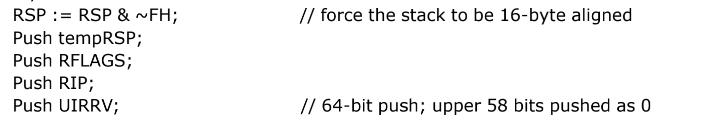 RSP := RSP & ~FH; // force the stack to be 16-byte aligned
Push tempRSP;
Push RFLAGS;
Push RIP;
Push UIRRV; // 64-bit push; upper 58 bits pushed as 0